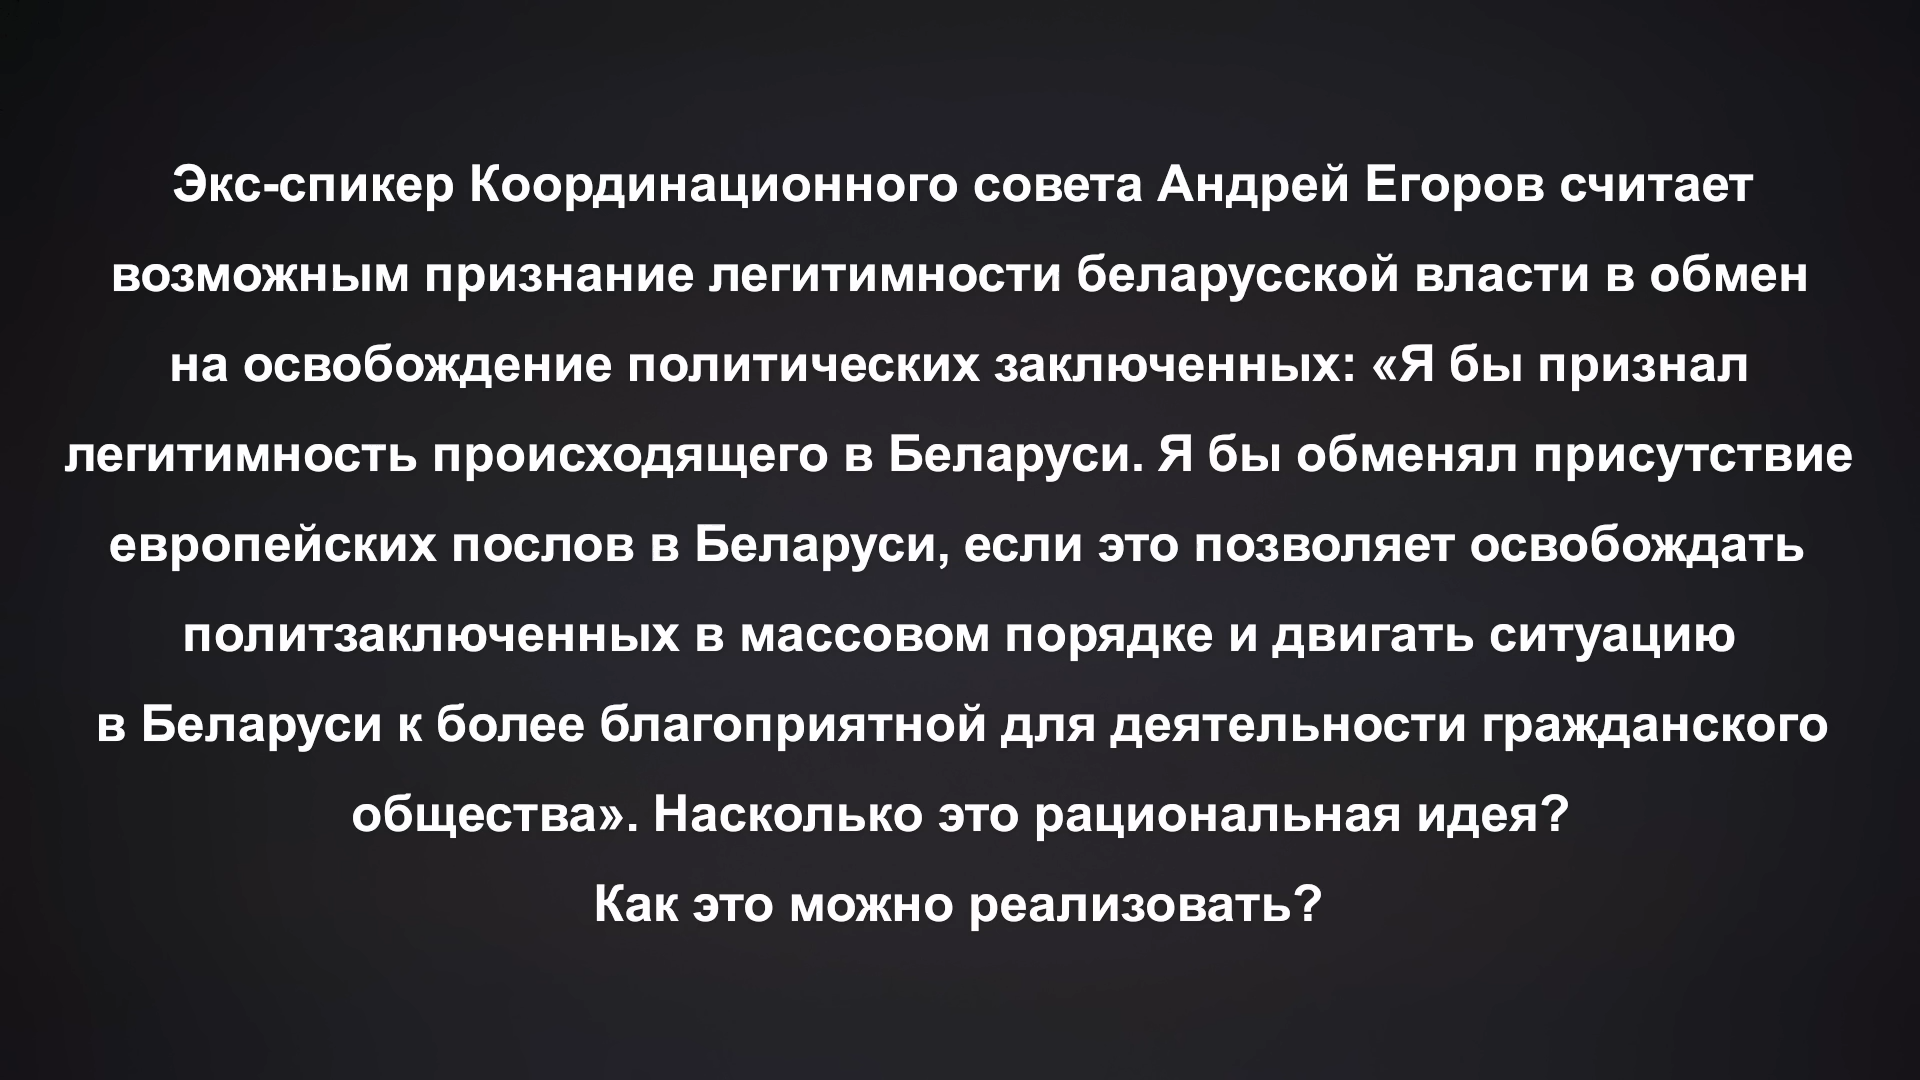 Экс-спикер Координационного совета Андрей Егоров считает
возможным признание легитимности беларусской власти в обмен
на освобождение политических заключенных: «Я бы признал
легитимность происходящего в Беларуси. Я бы обменял присутствие
европейских послов в Беларуси, если это позволяет освобождать
политзаключенных в массовом порядке и двигать ситуацию
в Беларуси к более благоприятной для деятельности гражданского
общества». Насколько это рациональная идея?
Как это можно реализовать?